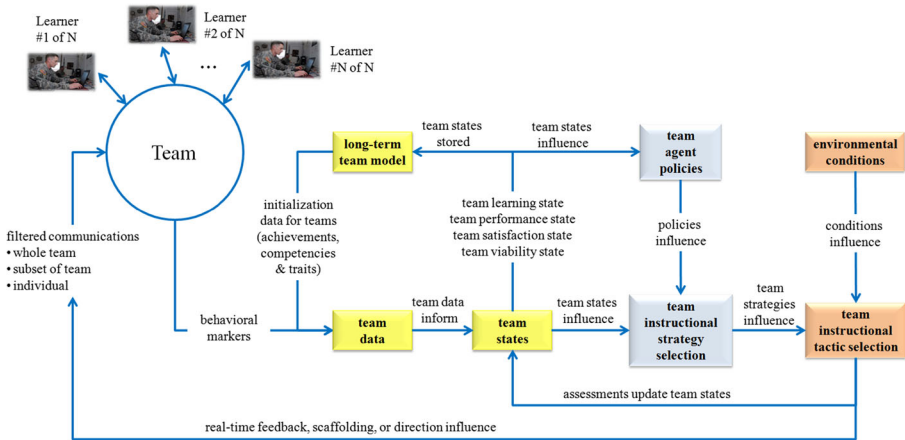 Learner
#1 of N
Learner
#2 of N
...
Learner
#N of N
Team
long-term
team model
team states
stored
team states
influence
team
agent
policies
environmental
conditions
initialization
data for teams
(achievements,
competencies
& traits)
team learning state
team performance state
team satisfaction state
team viability state
policies
influence
conditions
influence
filtered communications
• whole team
• subset of team
• individual
behavioral
markers
team
data
team data
inform
team
states
team states
influence
team
instructional
strategy
selection
team
strategies
influence
team
instructional
tactic selection
assessments update team states
real-time feedback, scaffolding, or direction influence